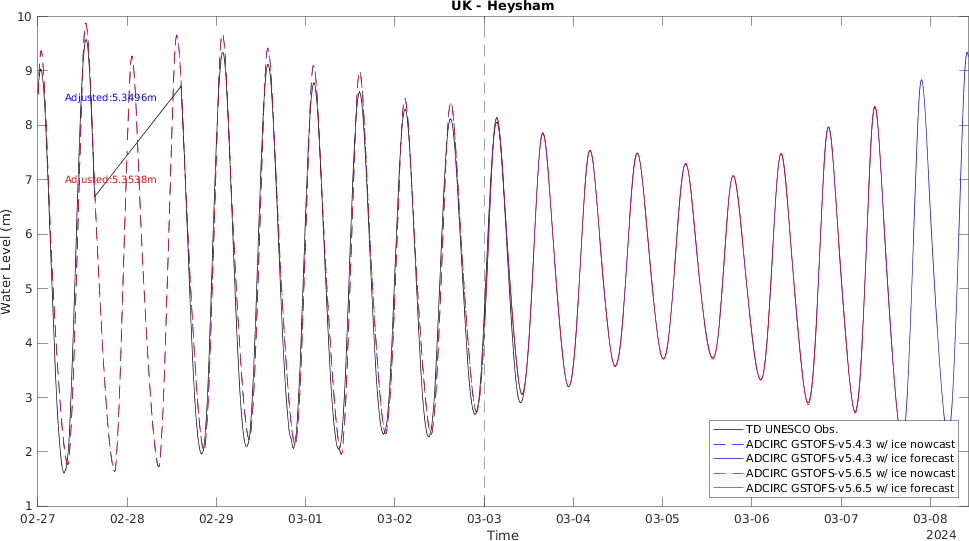 UK - Heysham
10
9
8
7
6
5
4
3
2
1
Water Level (m)
Adjusted:5.3496m
Adjusted:5.3538m
TD UNESCO Obs.
ADCIRC GSTOFS-v5.4.3 w/ ice nowcast
ADCIRC GSTOFS-v5.4.3 w/ ice forecast
ADCIRC GSTOFS-v5.6.5 w/ ice nowcast
ADCIRC GSTOFS-v5.6.5 w/ ice forecast
02-27 02-28 02-29 03-01 03-02 03-03 03-04 03-05 03-06 03-07 03-08
Time
2024